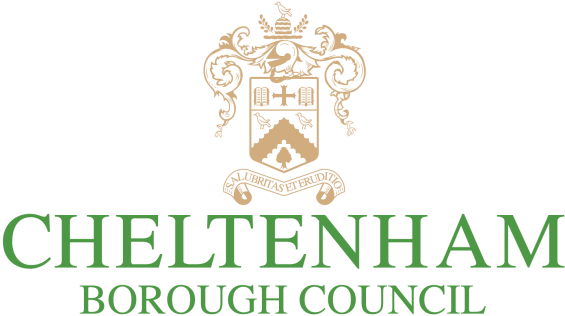 SALUBRITAS ET ERUDITIO
CHELTENHAM
BOROUGH COUNCIL